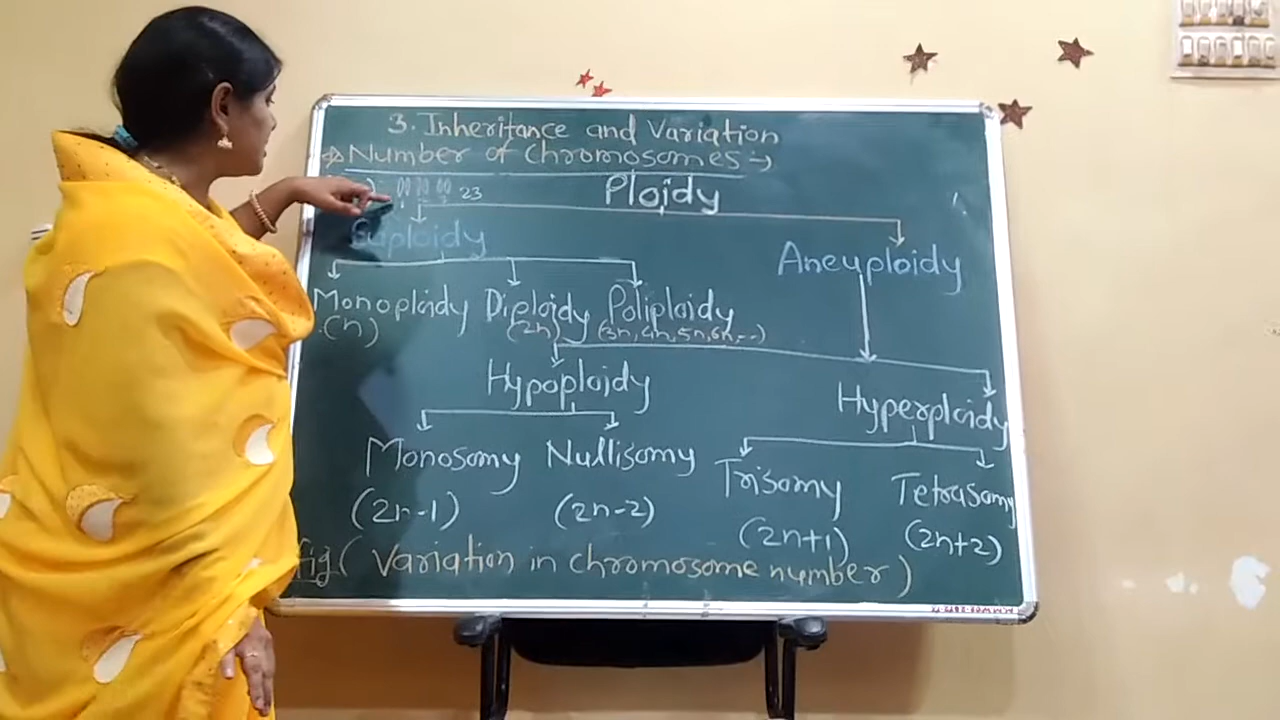 3. Inheritance and Variation
Number of Chromosomes :-
23
Ploidy
Euploidy
Aneuploidy
Monoploidy Diploidy Poliploidy
(n) (2n) (3n, 4n, 5n, 6n, --)
Hypoploidy
Hyperploidy
Monosomy Nullisomy Trisomy Tetrasomy
(2n-1) (2n-2) (2n+1) (2n+2)
fig ( Variation in chromosome number )